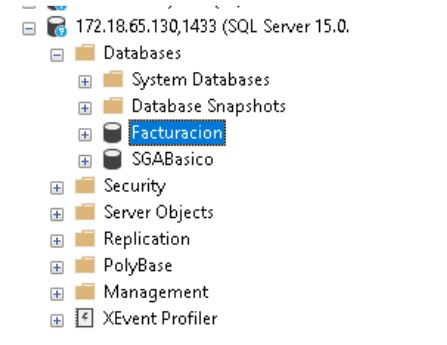 172.18.65.130,1433 (SQL Server 15.0.
Databases
System Databases
Database Snapshots
Facturacion
SGABasico
Security
Server Objects
Replication
PolyBase
Management
XEvent Profiler